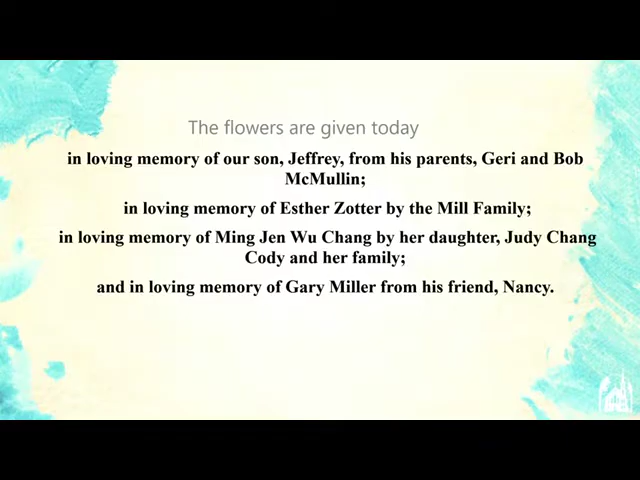 The flowers are given today
in loving memory of our son, Jeffrey, from his parents, Geri and Bob
McMullin;
in loving memory of Esther Zotter by the Mill Family;
in loving memory of Ming Jen Wu Chang by her daughter, Judy Chang
Cody and her family;
and in loving memory of Gary Miller from his friend, Nancy.